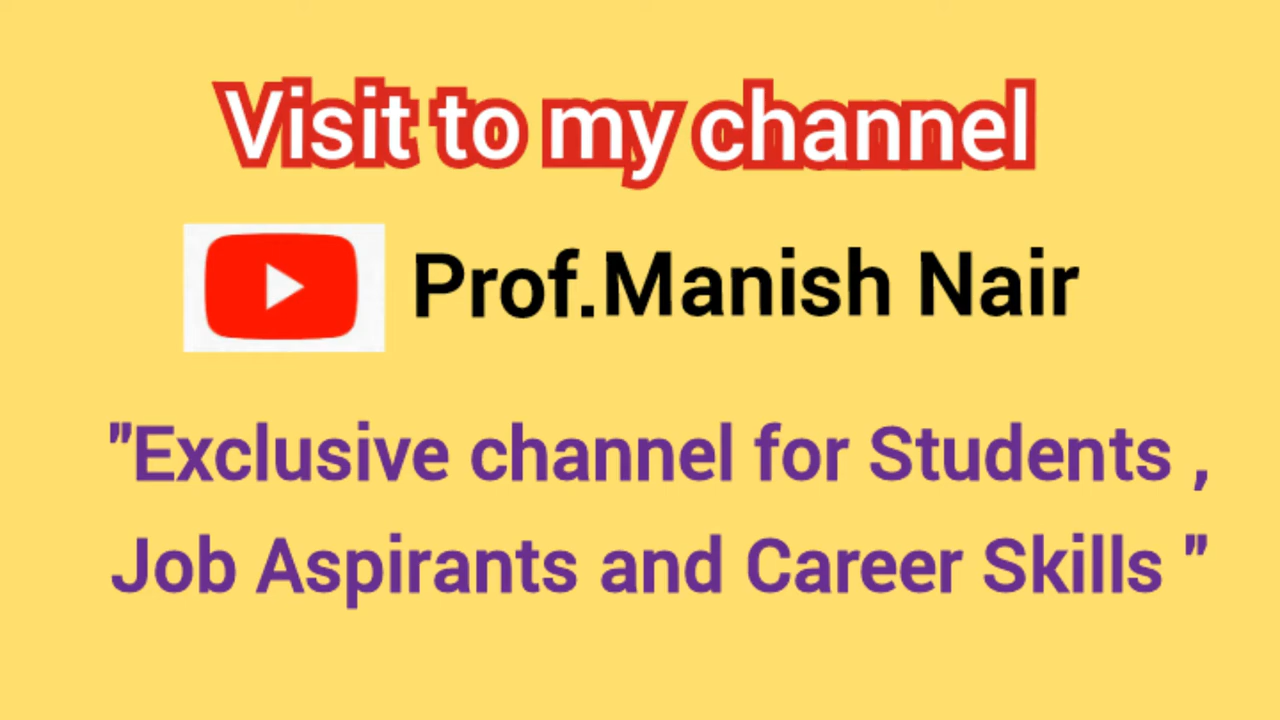 Visit to my channel
Prof.Manish Nair
"Exclusive channel for Students ,
Job Aspirants and Career Skills "